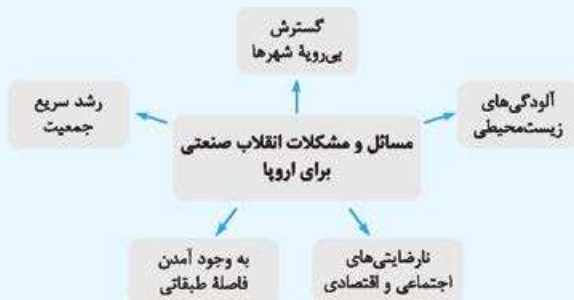 گسترش
بی‌رویهٔ شهرها
آلودگی‌های
زیست‌محیطی
رشد سریع
جمعیت
مسائل و مشکلات انقلاب صنعتی
برای اروپا
نارضایتی‌های
اجتماعی و اقتصادی
به وجود آمدن
فاصلهٔ طبقاتی